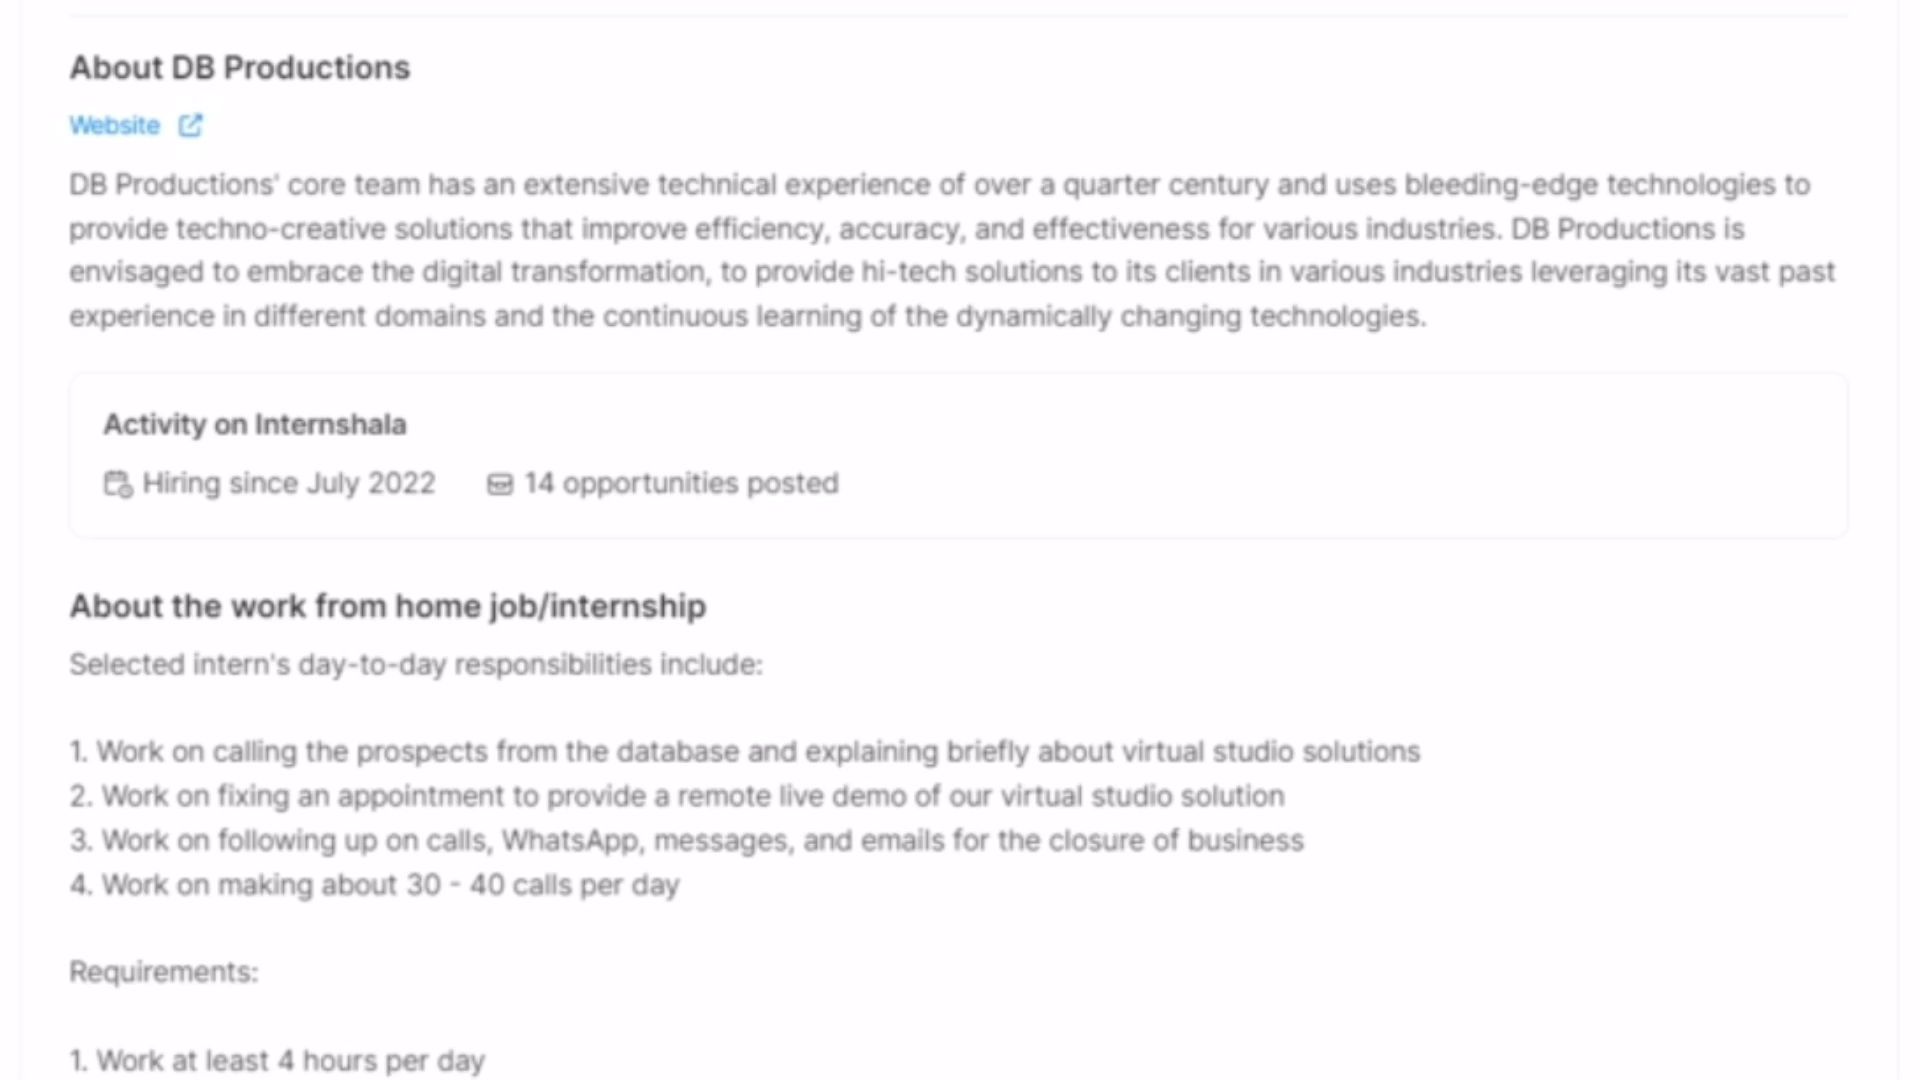 About DB Productions
Website
DB Productions' core team has an extensive technical experience of over a quarter century and uses bleeding-edge technologies to
provide techno-creative solutions that improve efficiency, accuracy, and effectiveness for various industries. DB Productions is
envisaged to embrace the digital transformation, to provide hi-tech solutions to its clients in various industries leveraging its vast past
experience in different domains and the continuous learning of the dynamically changing technologies.
Activity on Internshala
Hiring since July 2022 14 opportunities posted
About the work from home job/internship
Selected intern's day-to-day responsibilities include:
1. Work on calling the prospects from the database and explaining briefly about virtual studio solutions
2. Work on fixing an appointment to provide a remote live demo of our virtual studio solution
3. Work on following up on calls, WhatsApp, messages, and emails for the closure of business
4. Work on making about 30 - 40 calls per day
Requirements:
1. Work at least 4 hours per day